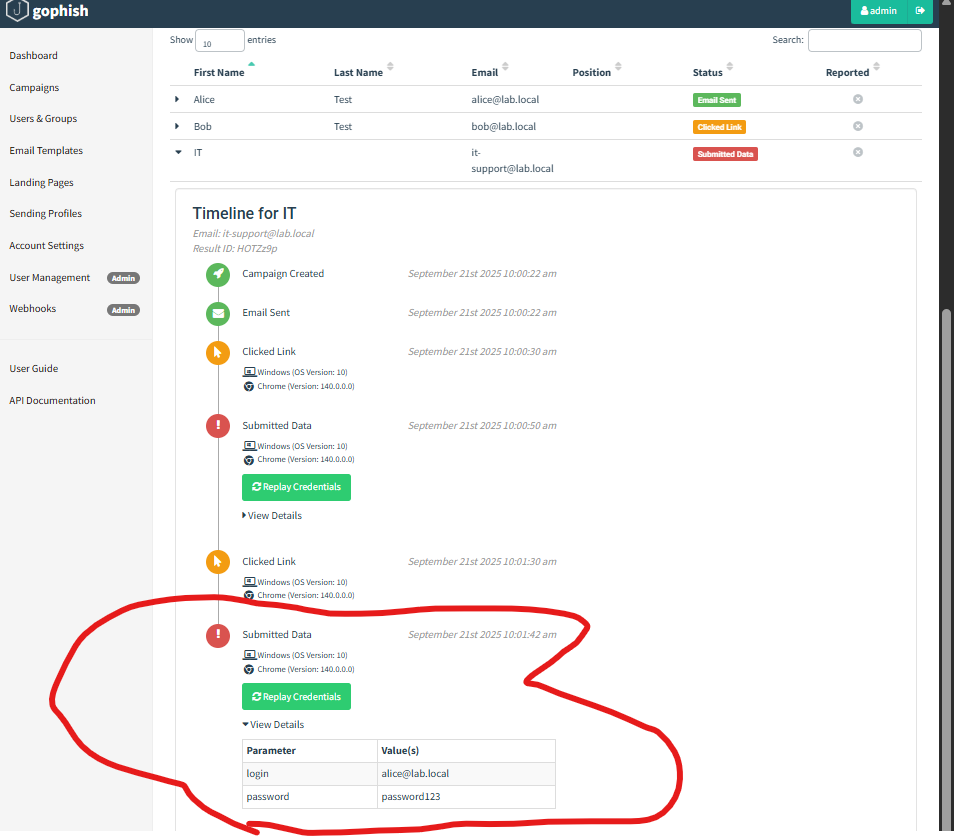 gophish
admin
Dashboard
Campaigns
Users & Groups
Email Templates
Landing Pages
Sending Profiles
Account Settings
User Management Admin
Webhooks Admin
User Guide
API Documentation
Show 10 entries
Search:
First Name Last Name Email Position Status Reported
Alice Test alice@lab.local Email Sent
Bob Test bob@lab.local Clicked Link
IT it- Submitted Data
support@lab.local
Timeline for IT
Email: it-support@lab.local
Result ID: HOTZz9p
Campaign Created September 21st 2025 10:00:22 am
Email Sent September 21st 2025 10:00:22 am
Clicked Link September 21st 2025 10:00:30 am
Windows (OS Version: 10)
Chrome (Version: 140.0.0.0)
Submitted Data September 21st 2025 10:00:50 am
Windows (OS Version: 10)
Chrome (Version: 140.0.0.0)
Replay Credentials
View Details
Clicked Link September 21st 2025 10:01:30 am
Windows (OS Version: 10)
Chrome (Version: 140.0.0.0)
Submitted Data September 21st 2025 10:01:42 am
Windows (OS Version: 10)
Chrome (Version: 140.0.0.0)
Replay Credentials
View Details
Parameter Value(s)
login alice@lab.local
password password123